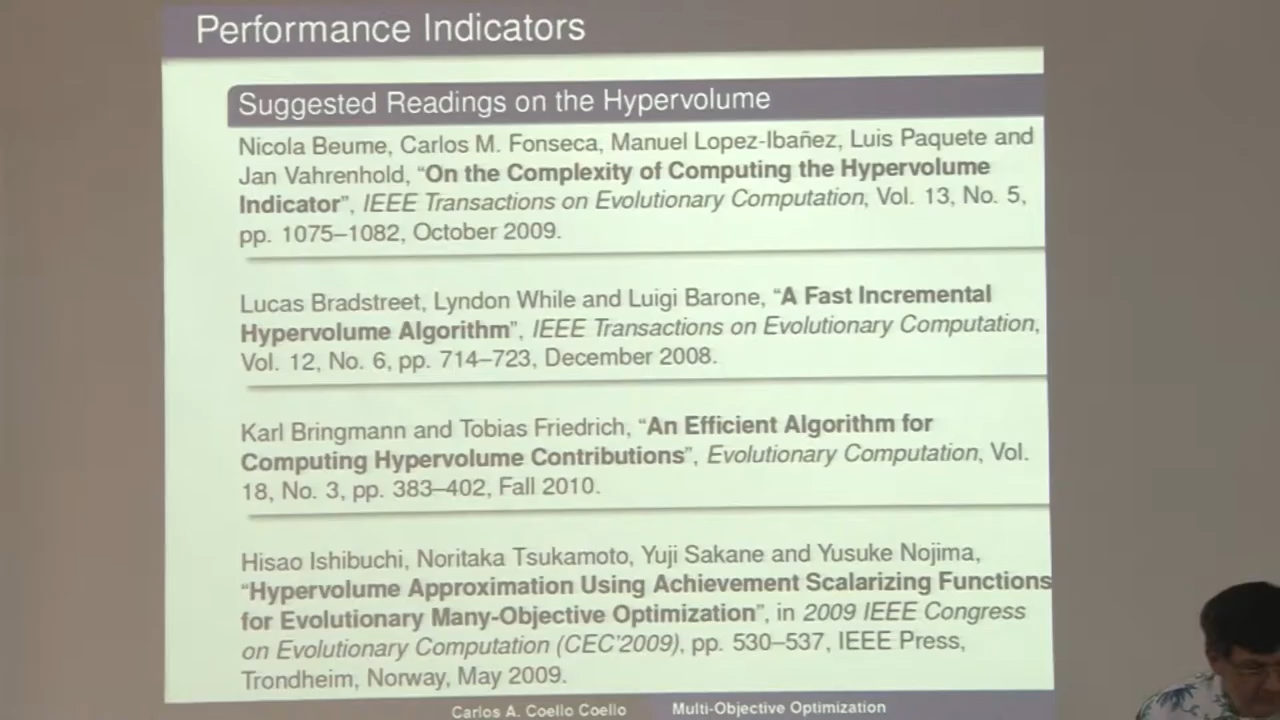 Performance Indicators
Suggested Readings on the Hypervolume
Nicola Beume, Carlos M. Fonseca, Manuel Lopez-Ibañez, Luis Paquete and
Jan Vahrenhold, “On the Complexity of Computing the Hypervolume
Indicator”, IEEE Transactions on Evolutionary Computation, Vol. 13, No. 5,
pp. 1075–1082, October 2009.
Lucas Bradstreet, Lyndon While and Luigi Barone, “A Fast Incremental
Hypervolume Algorithm”, IEEE Transactions on Evolutionary Computation,
Vol. 12, No. 6, pp. 714–723, December 2008.
Karl Bringmann and Tobias Friedrich, “An Efficient Algorithm for
Computing Hypervolume Contributions”, Evolutionary Computation, Vol.
18, No. 3, pp. 383–402, Fall 2010.
Hisao Ishibuchi, Noritaka Tsukamoto, Yuji Sakane and Yusuke Nojima,
“Hypervolume Approximation Using Achievement Scalarizing Functions
for Evolutionary Many-Objective Optimization”, in 2009 IEEE Congress
on Evolutionary Computation (CEC'2009), pp. 530–537, IEEE Press,
Trondheim, Norway, May 2009.
Carlos A. Coello Coello Multi-Objective Optimization